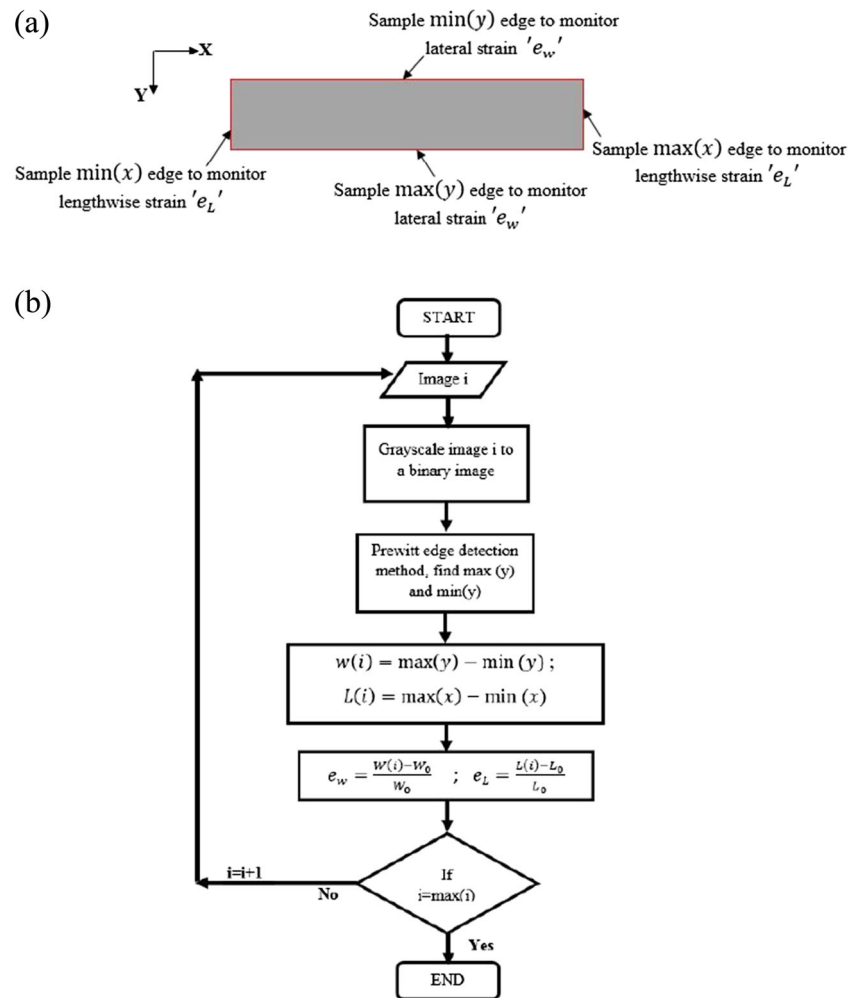 (a)
Sample min(y) edge to monitor
lateral strain 'e_w'
X
Y
Sample min(x) edge to monitor
lengthwise strain 'e_L'
Sample max(x) edge to monitor
lengthwise strain 'e_L'
Sample max(y) edge to monitor
lateral strain 'e_w'
(b)
START
Image i
Grayscale image i to
a binary image
Prewitt edge detection
method, find max (y)
and min(y)
w(i) = max(y) − min (y) ;
L(i) = max(x) − min (x)
e_w = (W(i)−W_0)/W_0 ; e_L = (L(i)−L_0)/L_0
If
i=max(i)
i=i+1
No
Yes
END